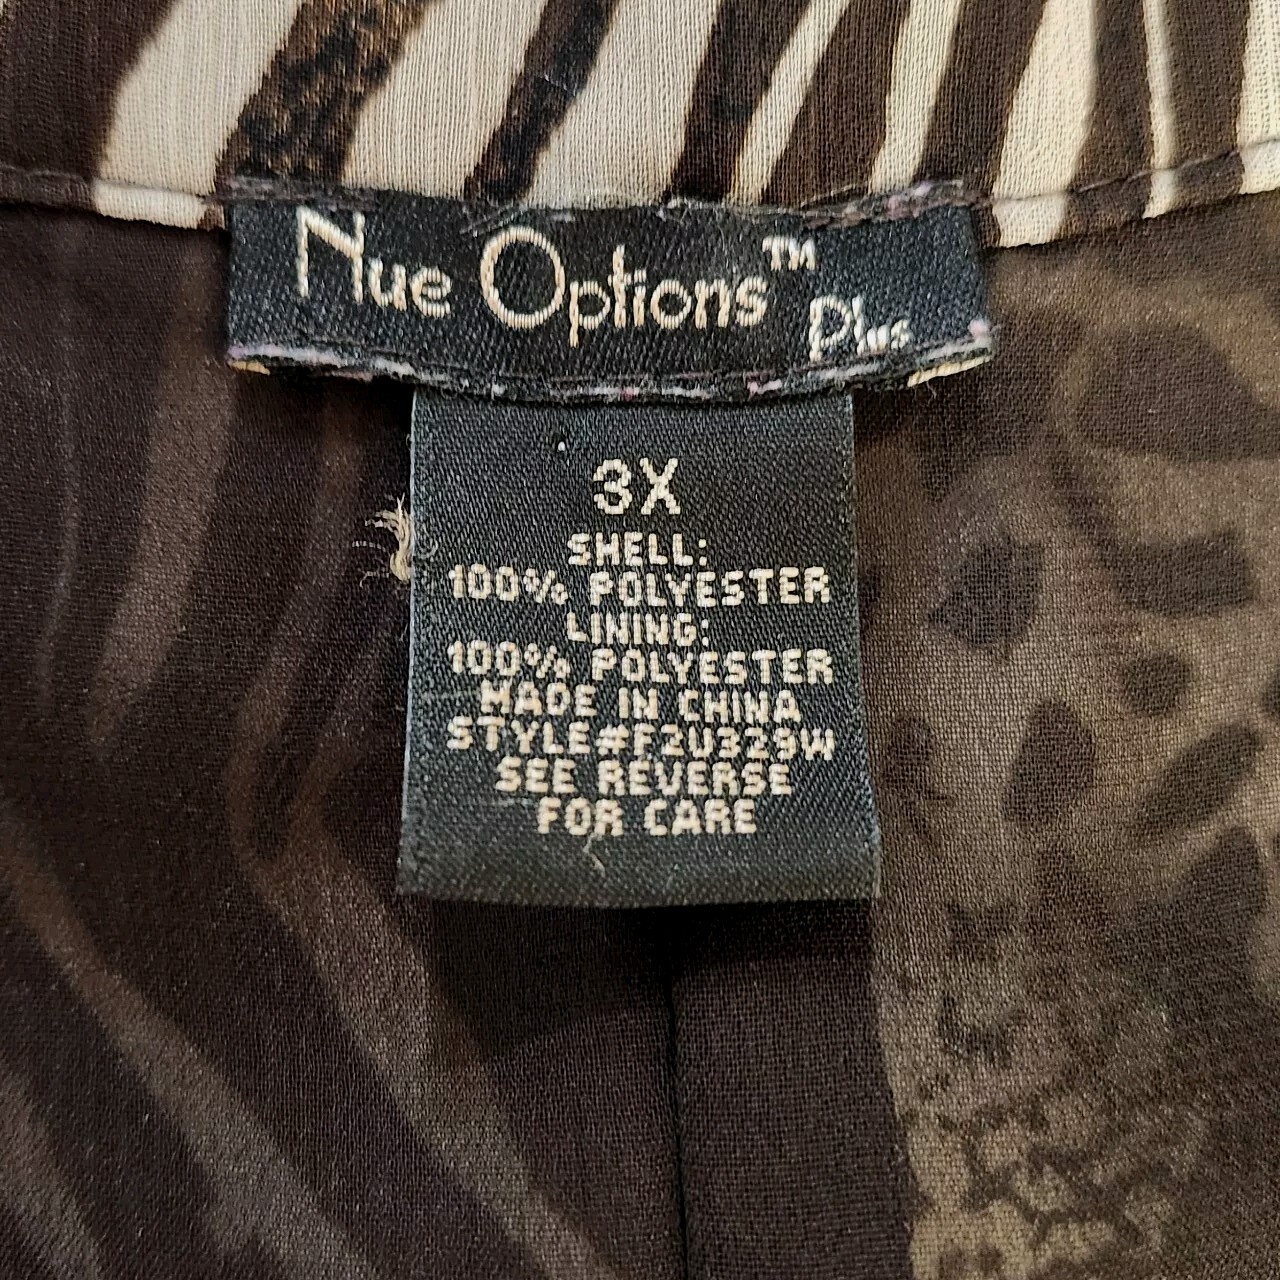 Nue Options™ Plus
3X
SHELL:
100% POLYESTER
LINING:
100% POLYESTER
MADE IN CHINA
STYLE#F2U329W
SEE REVERSE
FOR CARE